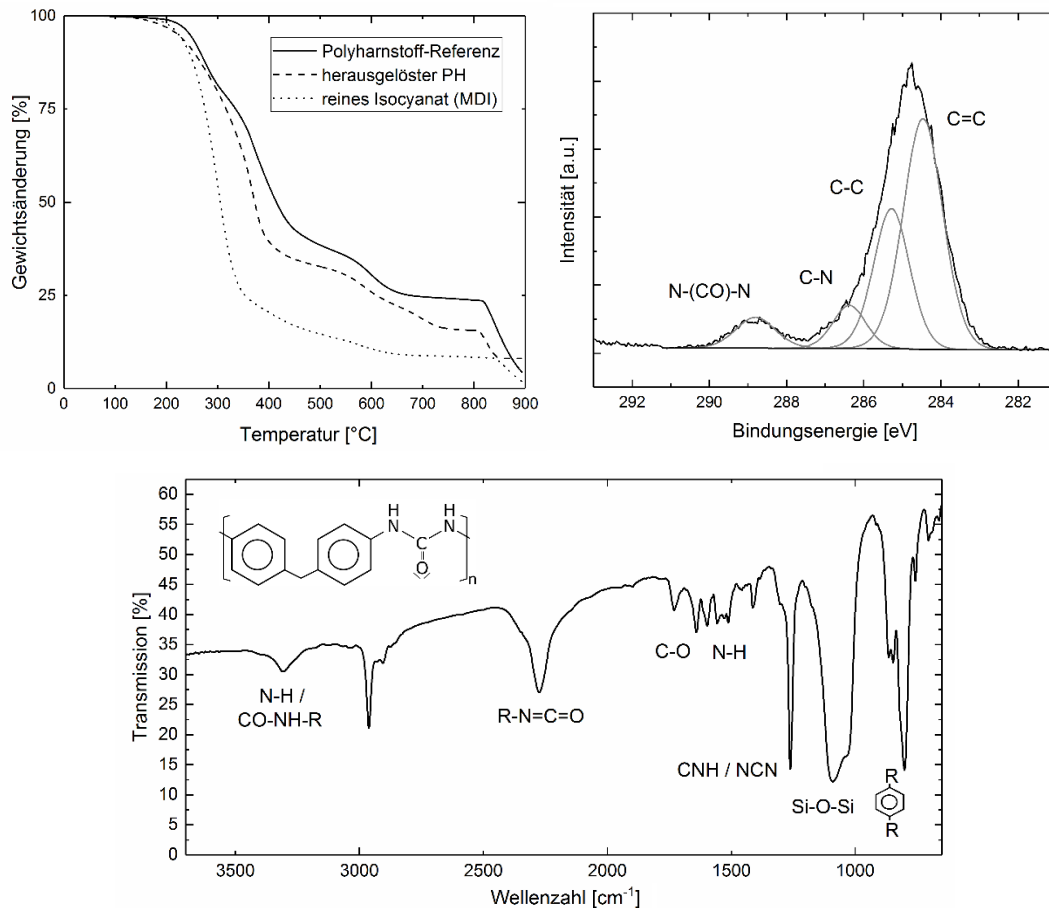 100
75
50
25
0
Gewichtsänderung [%]
0
100
200
300
400
500
600
700
800
900
Temperatur [°C]
Polyharnstoff-Referenz
herausgelöster PH
reines Isocyanat (MDI)
Intensität [a.u.]
N-(CO)-N
C-N
C-C
C=C
292
290
288
286
284
282
Bindungsenergie [eV]
60
55
50
45
40
35
30
25
20
15
10
5
0
Transmission [%]
H
N
C
O
H
N
n
N-H /
CO-NH-R
R-N=C=O
C-O
N-H
CNH / NCN
Si-O-Si
R
R
3500
3000
2500
2000
1500
1000
Wellenzahl [cm⁻¹]